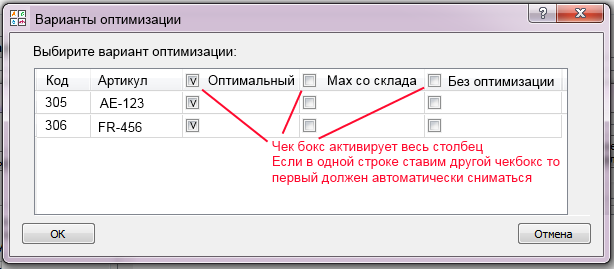 Варианты оптимизации
Выбирите вариант оптимизации:
Код Артикул V Оптимальный Max со склада Без оптимизации
305 AE-123 V
306 FR-456 V
Чек бокс активирует весь столбец
Если в одной строке ставим другой чекбокс то
первый должен автоматически сниматься
OK Отмена